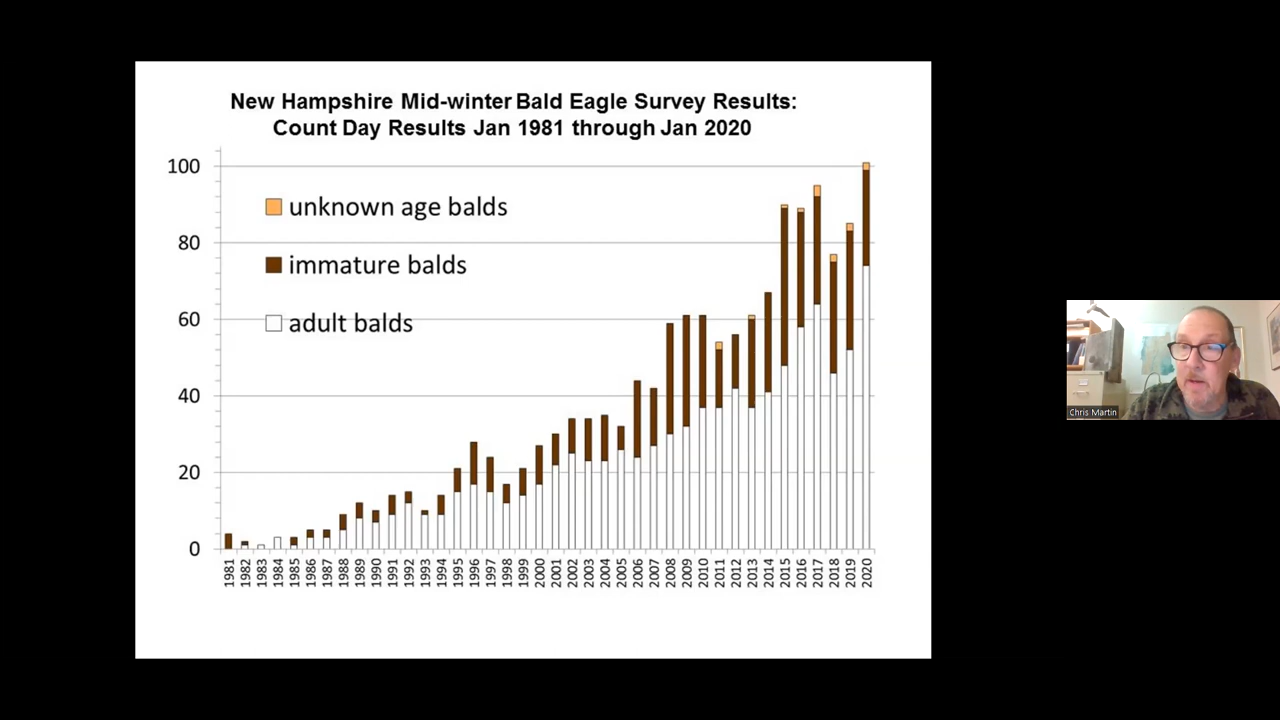 New Hampshire Mid-winter Bald Eagle Survey Results:
Count Day Results Jan 1981 through Jan 2020
100
80
60
40
20
0
unknown age balds
immature balds
adult balds
1981 1982 1983 1984 1985 1986 1987 1988 1989 1990 1991 1992 1993 1994 1995 1996 1997 1998 1999 2000 2001 2002 2003 2004 2005 2006 2007 2008 2009 2010 2011 2012 2013 2014 2015 2016 2017 2018 2019 2020
Chris Martin